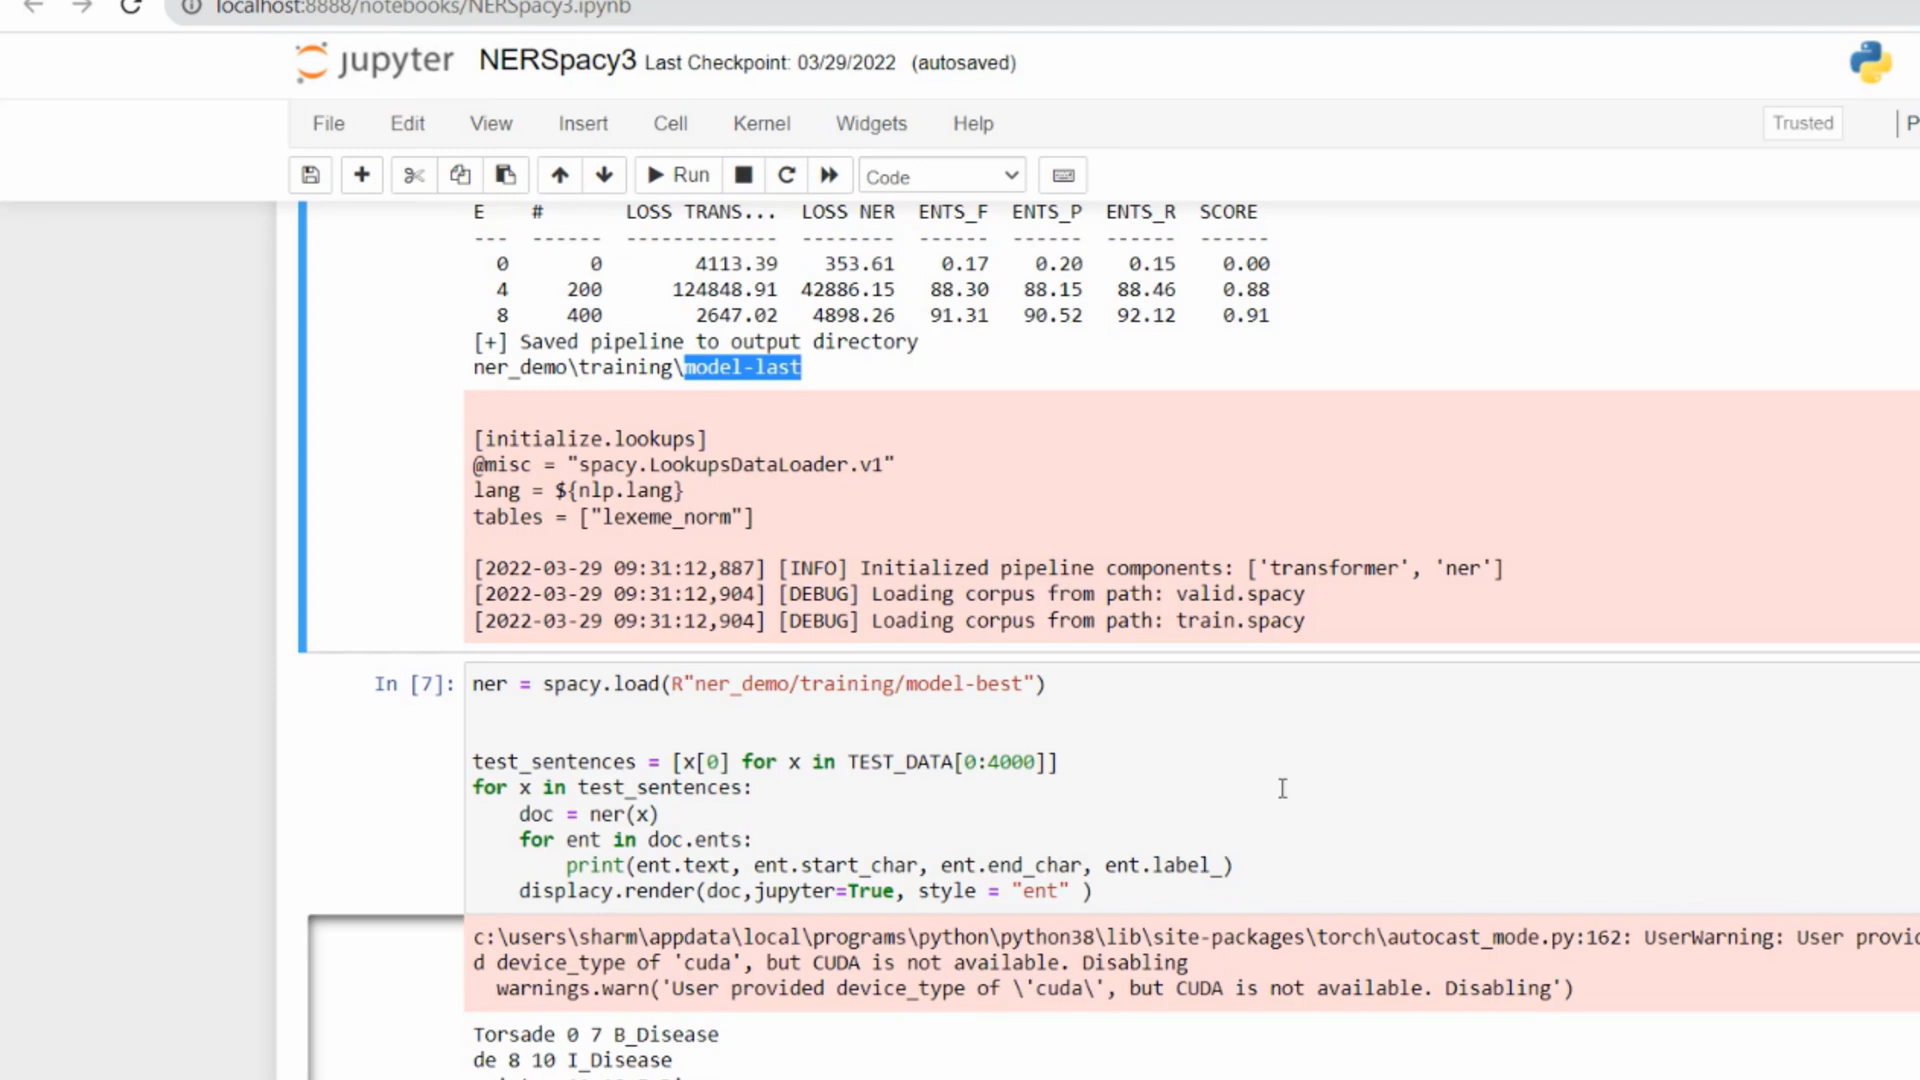 localhost:8888/notebooks/NERSpacy3.ipynb
jupyter NERSpacy3 Last Checkpoint: 03/29/2022 (autosaved)
File Edit View Insert Cell Kernel Widgets Help Trusted
Run Code
E # LOSS TRANS... LOSS NER ENTS_F ENTS_P ENTS_R SCORE
--- ------ ------------- -------- ------ ------ ------ ------
0 0 4113.39 353.61 0.17 0.20 0.15 0.00
4 200 124848.91 42886.15 88.30 88.15 88.46 0.88
8 400 2647.02 4898.26 91.31 90.52 92.12 0.91
[+] Saved pipeline to output directory
ner_demo\training\model-last
[initialize.lookups]
@misc = "spacy.LookupsDataLoader.v1"
lang = ${nlp.lang}
tables = ["lexeme_norm"]
[2022-03-29 09:31:12,887] [INFO] Initialized pipeline components: ['transformer', 'ner']
[2022-03-29 09:31:12,904] [DEBUG] Loading corpus from path: valid.spacy
[2022-03-29 09:31:12,904] [DEBUG] Loading corpus from path: train.spacy
In [7]: ner = spacy.load(R"ner_demo/training/model-best")
test_sentences = [x[0] for x in TEST_DATA[0:4000]]
for x in test_sentences:
doc = ner(x)
for ent in doc.ents:
print(ent.text, ent.start_char, ent.end_char, ent.label_)
displacy.render(doc,jupyter=True, style = "ent" )
c:\users\sharm\appdata\local\programs\python\python38\lib\site-packages\torch\autocast_mode.py:162: UserWarning: User provi
d device_type of 'cuda', but CUDA is not available. Disabling
warnings.warn('User provided device_type of \'cuda\', but CUDA is not available. Disabling')
Torsade 0 7 B_Disease
de 8 10 I_Disease